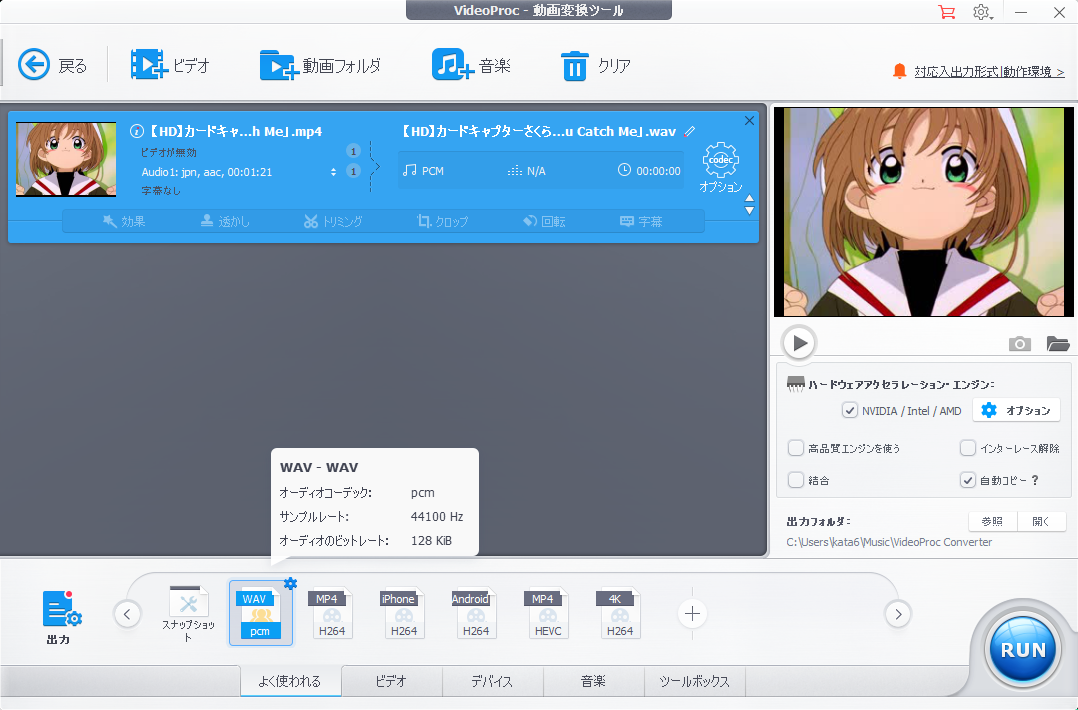 VideoProc - 動画変換ツール
戻る
ビデオ
動画フォルダ
音楽
クリア
対応入出力形式|動作環境 >
【HD】カードキャ...h Me」.mp4
ビデオが無効
1
Audio1: jpn, aac, 00:01:21
1
字幕なし
【HD】カードキャプターさくら...u Catch Me」.wav
PCM
N/A
00:00:00
codec
オプション
効果
透かし
トリミング
クロップ
回転
字幕
ハードウェアアクセラレーション・エンジン:
NVIDIA / Intel / AMD
オプション
高品質エンジンを使う
インターレース解除
結合
自動コピー ?
出力フォルダ:
参照
開く
C:\Users\kata6\Music\VideoProc Converter
WAV - WAV
オーディオコーデック: pcm
サンプルレート: 44100 Hz
オーディオのビットレート: 128 KiB
出力
スナップショッ
ト
WAV
pcm
MP4
H264
iPhone
H264
Android
H264
MP4
HEVC
4K
H264
RUN
よく使われる
ビデオ
デバイス
音楽
ツールボックス